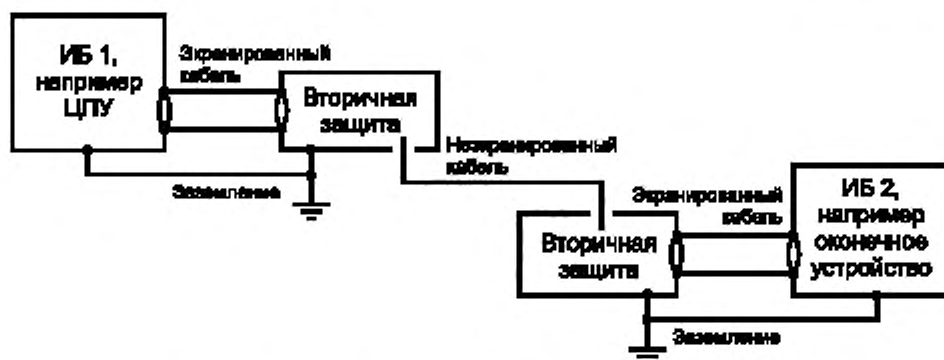 ИБ 1,
например
ЦПУ
Экранированный
кабель
Вторичная
защита
Заземление
Неэкранированный
кабель
Вторичная
защита
Экранированный
кабель
ИБ 2,
например
оконечное
устройство
Заземление